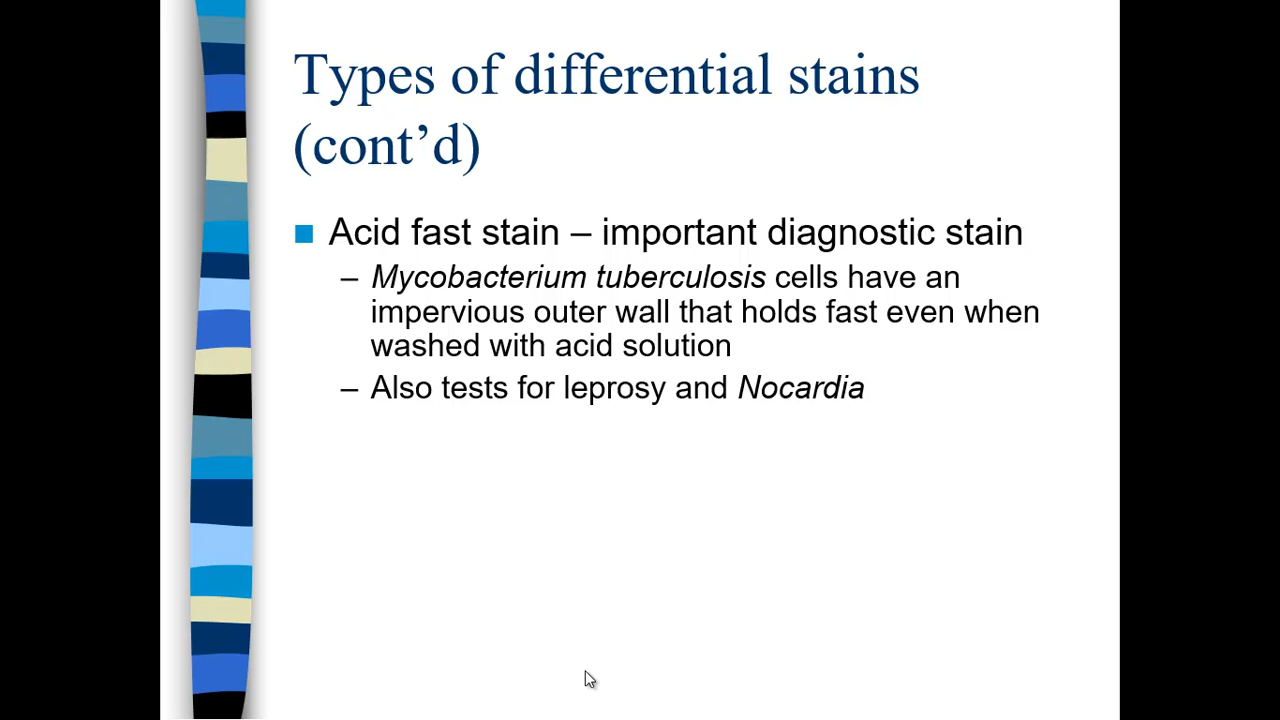 Types of differential stains
(cont’d)
Acid fast stain – important diagnostic stain
– Mycobacterium tuberculosis cells have an
impervious outer wall that holds fast even when
washed with acid solution
– Also tests for leprosy and Nocardia